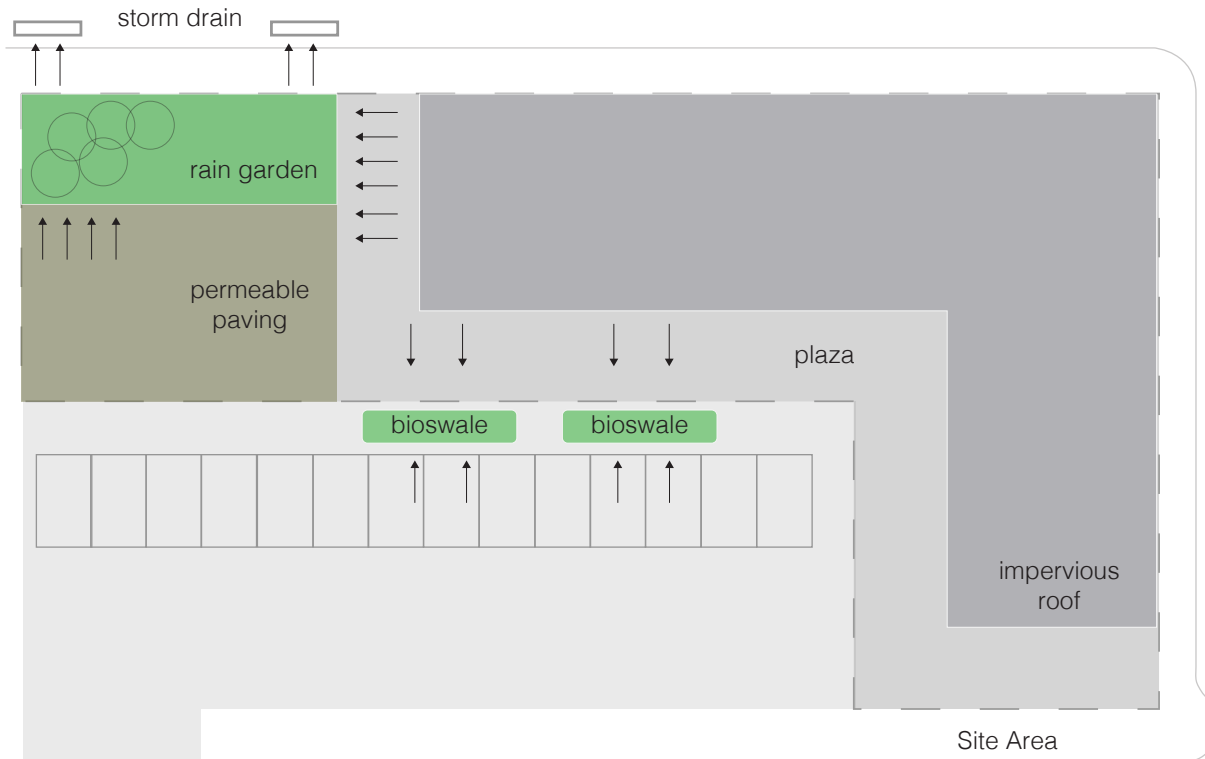 storm drain
rain garden
permeable
paving
plaza
bioswale
bioswale
impervious
roof
Site Area